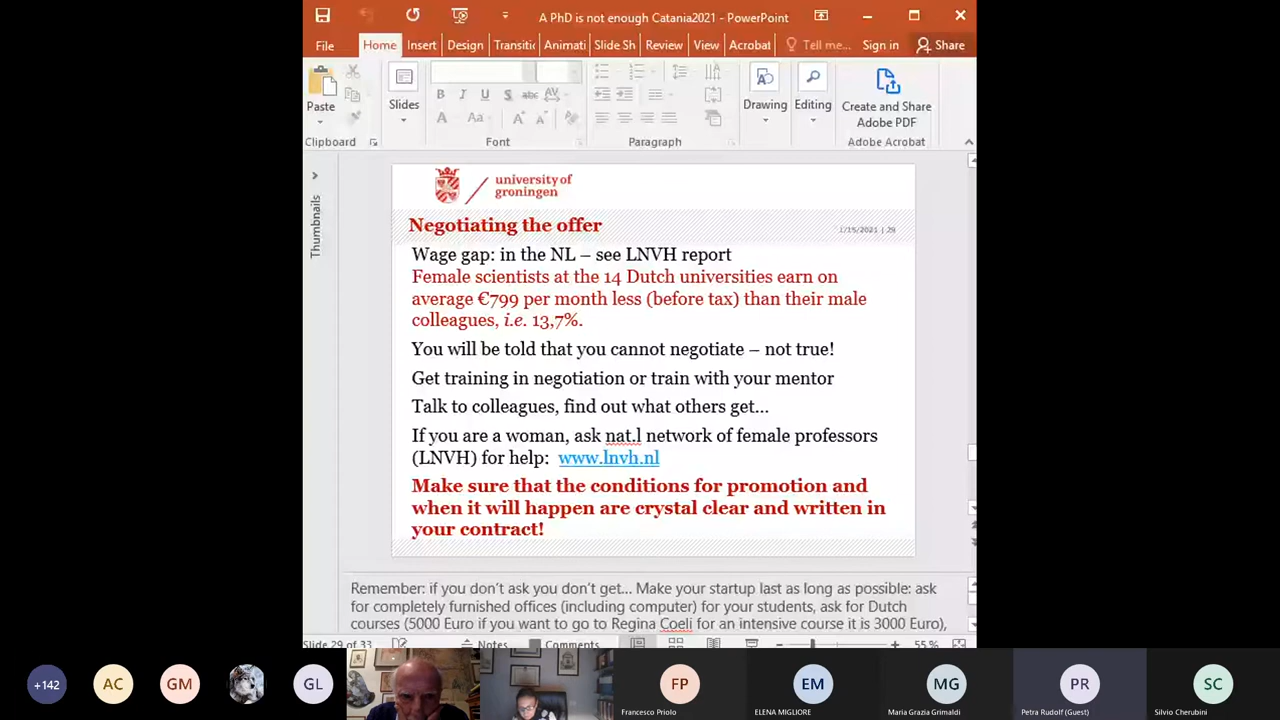 A PhD is not enough Catania2021 - PowerPoint
File Home Insert Design Transitic Animati Slide Sh Review View Acrobat Tell me... Sign in Share
Paste
Slides
Drawing
Editing
Create and Share
Adobe PDF
Clipboard Font Paragraph Adobe Acrobat
Thumbnails
university of
groningen
Negotiating the offer
1/15/2021 | 29
Wage gap: in the NL – see LNVH report
Female scientists at the 14 Dutch universities earn on
average €799 per month less (before tax) than their male
colleagues, i.e. 13,7%.
You will be told that you cannot negotiate – not true!
Get training in negotiation or train with your mentor
Talk to colleagues, find out what others get...
If you are a woman, ask nat.l network of female professors
(LNVH) for help: www.lnvh.nl
Make sure that the conditions for promotion and
when it will happen are crystal clear and written in
your contract!
Remember: if you don't ask you don't get... Make your startup last as long as possible: ask
for completely furnished offices (including computer) for your students, ask for Dutch
courses (5000 Euro if you want to go to Regina Coeli for an intensive course it is 3000 Euro),
Slide 29 of 33 Notes Comments 55 %
+142 AC GM GL FP EM MG PR SC
Francesco Priolo ELENA MIGLIORE Maria Grazia Grimaldi Petra Rudolf (Guest) Silvio Cherubini